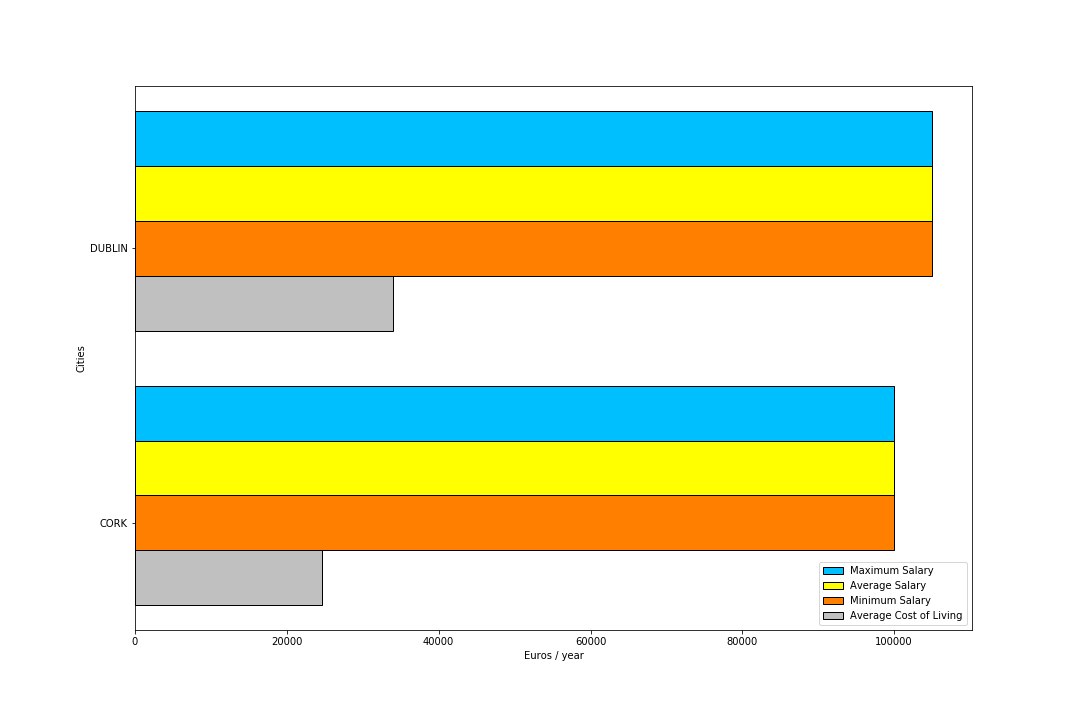 DUBLIN
Cities
CORK
Maximum Salary
Average Salary
Minimum Salary
Average Cost of Living
0 20000 40000 60000 80000 100000
Euros / year